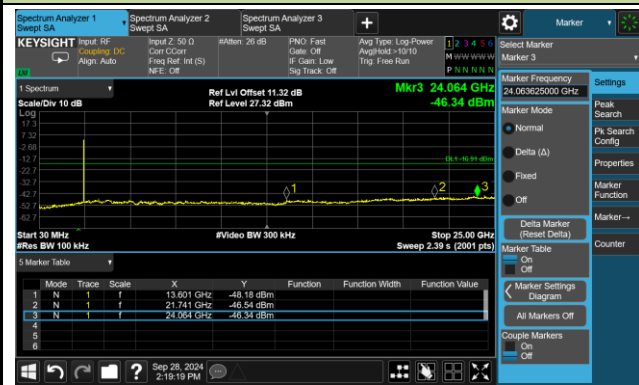 Spectrum Analyzer 1
Swept SA
Spectrum Analyzer 2
Swept SA
Spectrum Analyzer 3
Swept SA
+
Marker
KEYSIGHT
Input: RF
Coupling: DC
Align: Auto
Input Z: 50 Ω
Corr CCorr
Freq Ref: Int (S)
NFE: Off
#Atten: 26 dB
PNO: Fast
Gate: Off
IF Gain: Low
Sig Track: Off
Avg Type: Log-Power
Avg|Hold:>10/10
Trig: Free Run
1 2 3 4 5 6
M W W W W W
P N N N N N
LVI
Select Marker
Marker 3
1 Spectrum
Scale/Div 10 dB
Ref Lvl Offset 11.32 dB
Ref Level 27.32 dBm
Mkr3 24.064 GHz
-46.34 dBm
Log
17.3
7.32
-2.68
-12.7
-22.7
-32.7
-42.7
-52.7
-62.7
DL1 -16.91 dBm
1
2
3
Start 30 MHz
#Res BW 100 kHz
#Video BW 300 kHz
Stop 25.00 GHz
Sweep 2.39 s (2001 pts)
5 Marker Table
Mode Trace Scale X Y Function Function Width Function Value
1 N 1 f 13.601 GHz -48.18 dBm
2 N 1 f 21.741 GHz -46.54 dBm
3 N 1 f 24.064 GHz -46.34 dBm
4
5
6
Marker Frequency
24.063625000 GHz
Marker Mode
Normal
Delta (Δ)
Fixed
Off
Delta Marker
(Reset Delta)
Marker Table
On
Off
Marker Settings
Diagram
All Markers Off
Couple Markers
On
Off
Settings
Peak
Search
Pk Search
Config
Properties
Marker
Function
Marker→
Counter
?
Sep 28, 2024
2:19:19 PM